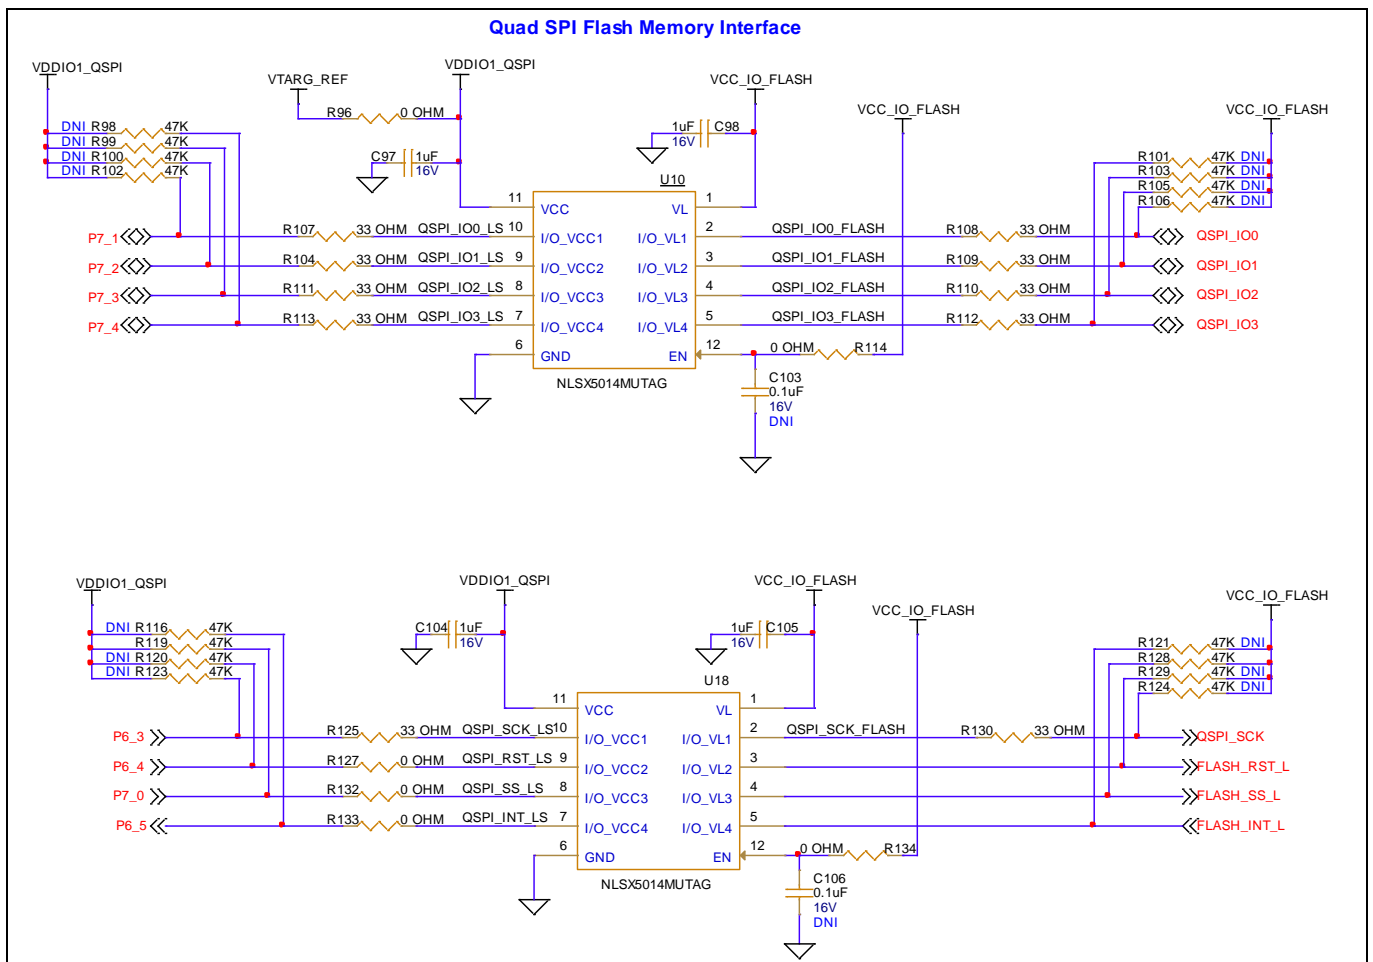 Quad SPI Flash Memory Interface
VDDIO1_QSPI
VTARG_REF
VDDIO1_QSPI
VCC_IO_FLASH
VCC_IO_FLASH
VCC_IO_FLASH
R96 0 OHM
DNI R98 47K
DNI R99 47K
DNI R100 47K
DNI R102 47K
C97 1uF
16V
1uF C98
16V
R101 47K DNI
R103 47K DNI
R105 47K DNI
R106 47K DNI
U10
11 VCC VL 1
P7_1 R107 33 OHM QSPI_IO0_LS 10 I/O_VCC1 I/O_VL1 2 QSPI_IO0_FLASH R108 33 OHM QSPI_IO0
P7_2 R104 33 OHM QSPI_IO1_LS 9 I/O_VCC2 I/O_VL2 3 QSPI_IO1_FLASH R109 33 OHM QSPI_IO1
P7_3 R111 33 OHM QSPI_IO2_LS 8 I/O_VCC3 I/O_VL3 4 QSPI_IO2_FLASH R110 33 OHM QSPI_IO2
P7_4 R113 33 OHM QSPI_IO3_LS 7 I/O_VCC4 I/O_VL4 5 QSPI_IO3_FLASH R112 33 OHM QSPI_IO3
6 GND EN 12 0 OHM R114
NLSX5014MUTAG
C103
0.1uF
16V
DNI
VDDIO1_QSPI
VDDIO1_QSPI
VCC_IO_FLASH
VCC_IO_FLASH
VCC_IO_FLASH
DNI R116 47K
R119 47K
DNI R120 47K
DNI R123 47K
C104 1uF
16V
1uF C105
16V
R121 47K DNI
R128 47K
R129 47K DNI
R124 47K DNI
U18
11 VCC VL 1
P6_3 R125 33 OHM QSPI_SCK_LS 10 I/O_VCC1 I/O_VL1 2 QSPI_SCK_FLASH R130 33 OHM QSPI_SCK
P6_4 R127 0 OHM QSPI_RST_LS 9 I/O_VCC2 I/O_VL2 3 FLASH_RST_L
P7_0 R132 0 OHM QSPI_SS_LS 8 I/O_VCC3 I/O_VL3 4 FLASH_SS_L
P6_5 R133 0 OHM QSPI_INT_LS 7 I/O_VCC4 I/O_VL4 5 FLASH_INT_L
6 GND EN 12 0 OHM R134
NLSX5014MUTAG
C106
0.1uF
16V
DNI